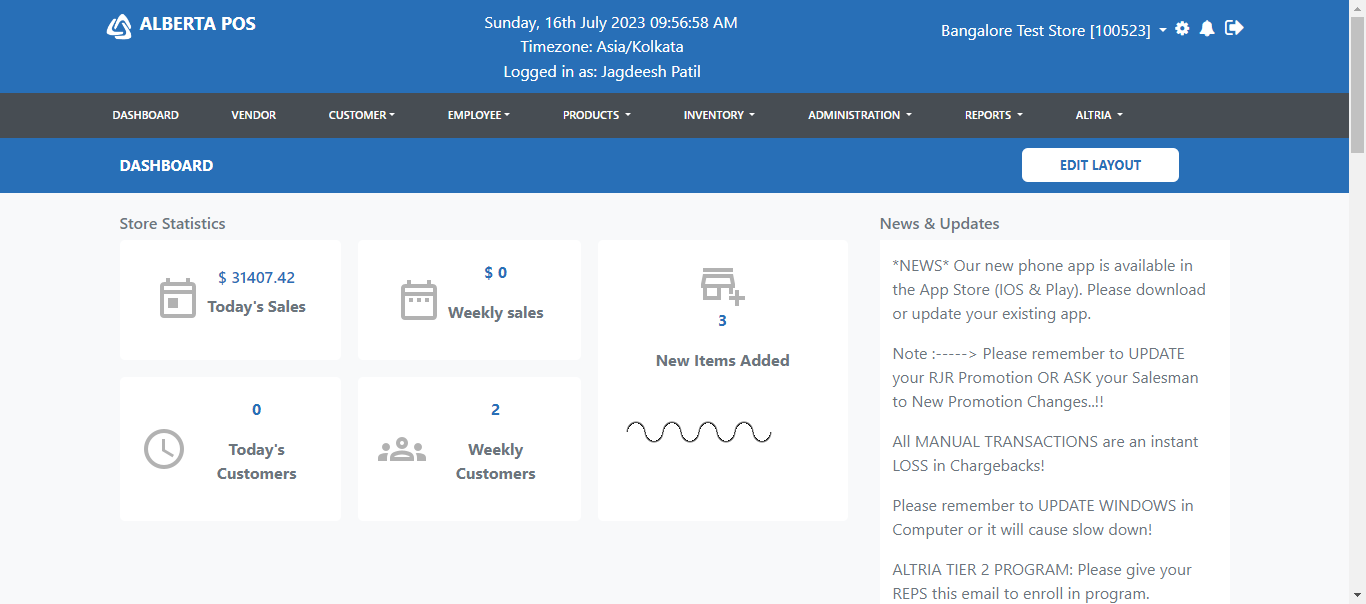 ALBERTA POS
Sunday, 16th July 2023 09:56:58 AM
Timezone: Asia/Kolkata
Logged in as: Jagdeesh Patil
Bangalore Test Store [100523]
DASHBOARD VENDOR CUSTOMER EMPLOYEE PRODUCTS INVENTORY ADMINISTRATION REPORTS ALTRIA
DASHBOARD
EDIT LAYOUT
Store Statistics
$ 31407.42
Today's Sales
$ 0
Weekly sales
3
New Items Added
0
Today's
Customers
2
Weekly
Customers
News & Updates
*NEWS* Our new phone app is available in
the App Store (IOS & Play). Please download
or update your existing app.
Note :-----> Please remember to UPDATE
your RJR Promotion OR ASK your Salesman
to New Promotion Changes..!!
All MANUAL TRANSACTIONS are an instant
LOSS in Chargebacks!
Please remember to UPDATE WINDOWS in
Computer or it will cause slow down!
ALTRIA TIER 2 PROGRAM: Please give your
REPS this email to enroll in program.